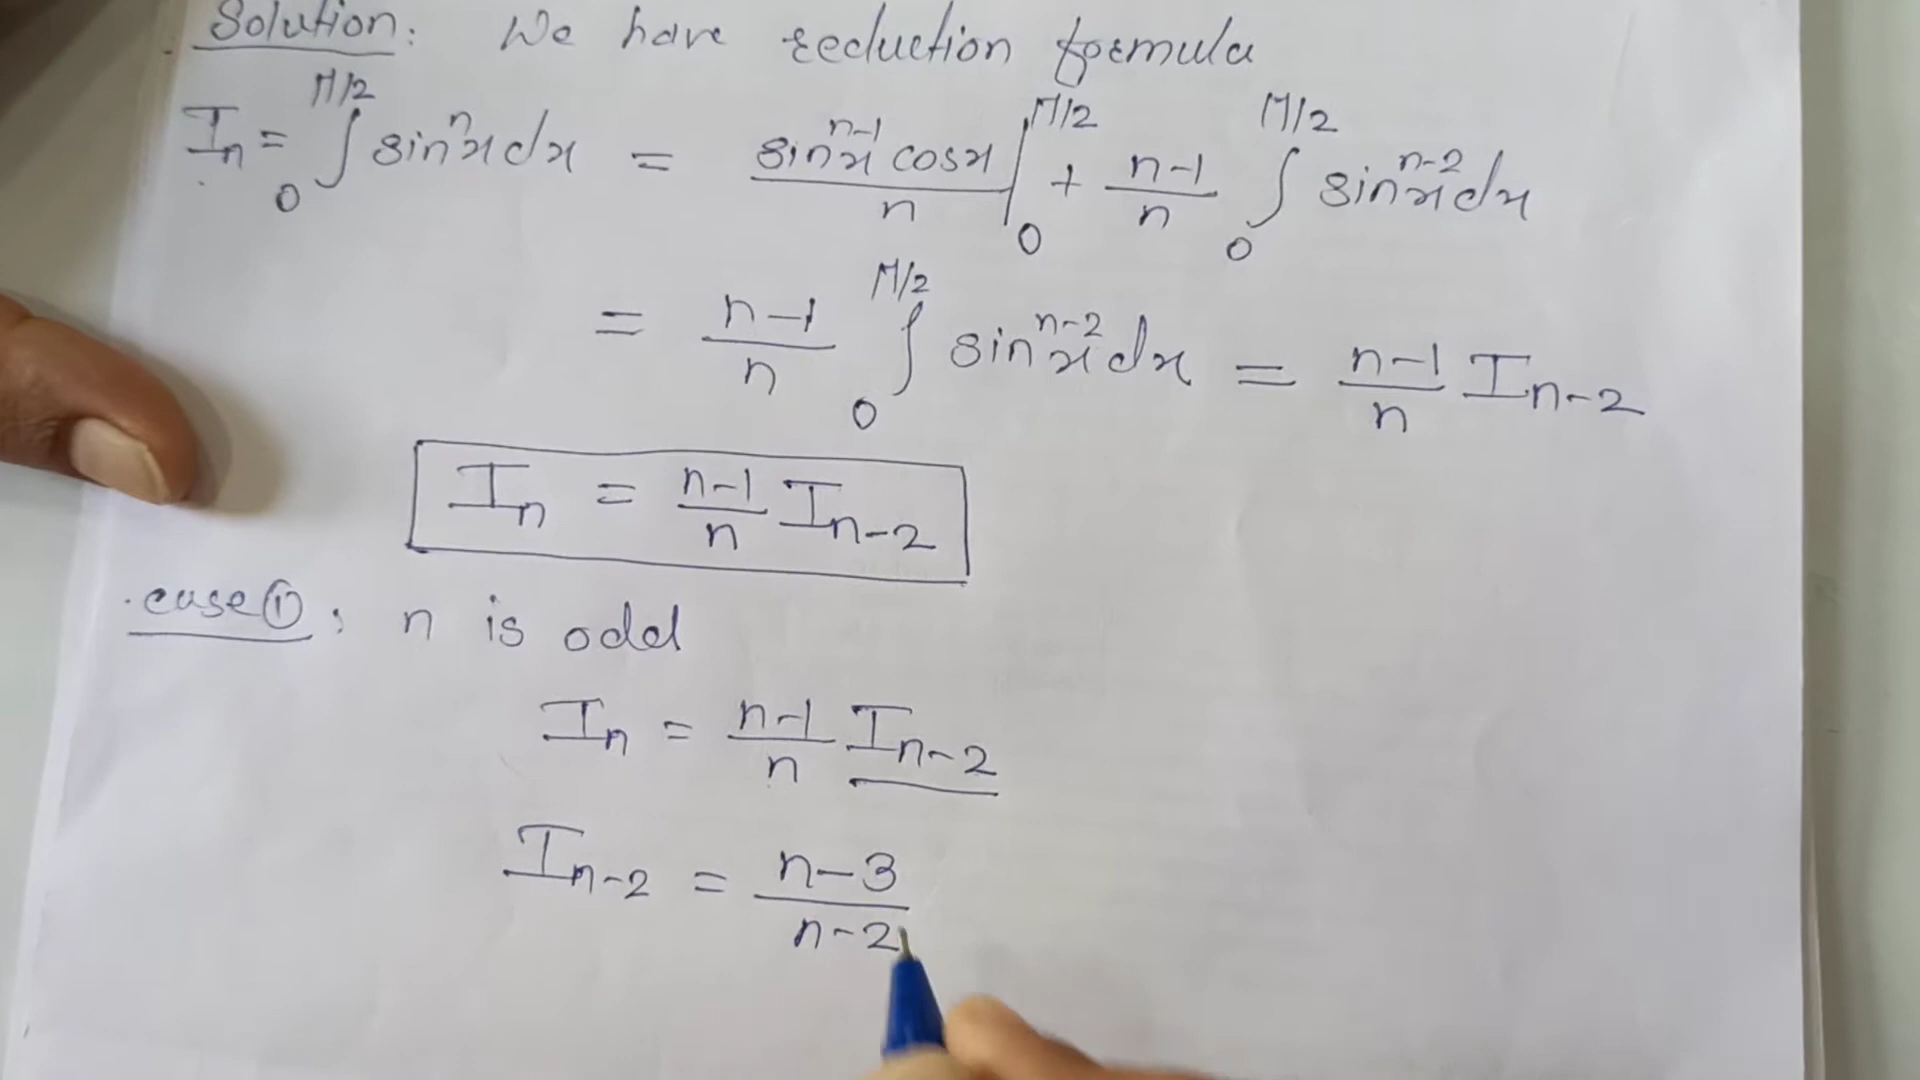 Solution: We have reduction formula
Iₙ = ∫₀^π/2 sinⁿx dx = sinⁿ⁻¹x cosx / n |₀^π/2 + n-1/n ∫₀^π/2 sinⁿ⁻²x dx
= n-1/n ∫₀^π/2 sinⁿ⁻²x dx = n-1/n Iₙ₋₂
Iₙ = n-1/n Iₙ₋₂
case ①: n is odd
Iₙ = n-1/n Iₙ₋₂
Iₙ₋₂ = n-3/n-2